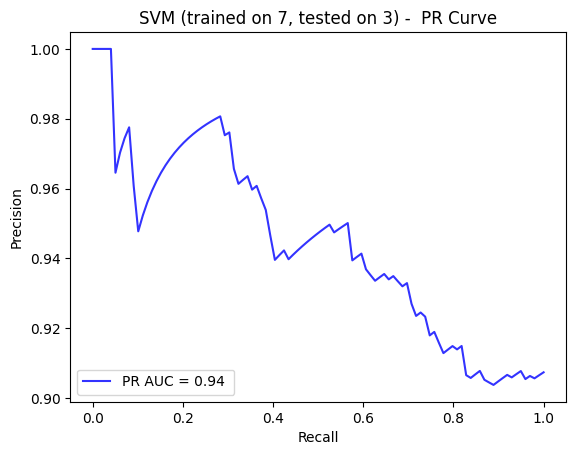 SVM (trained on 7, tested on 3) -  PR Curve
1.00
0.98
0.96
0.94
0.92
0.90
Precision
PR AUC = 0.94
0.0 0.2 0.4 0.6 0.8 1.0
Recall